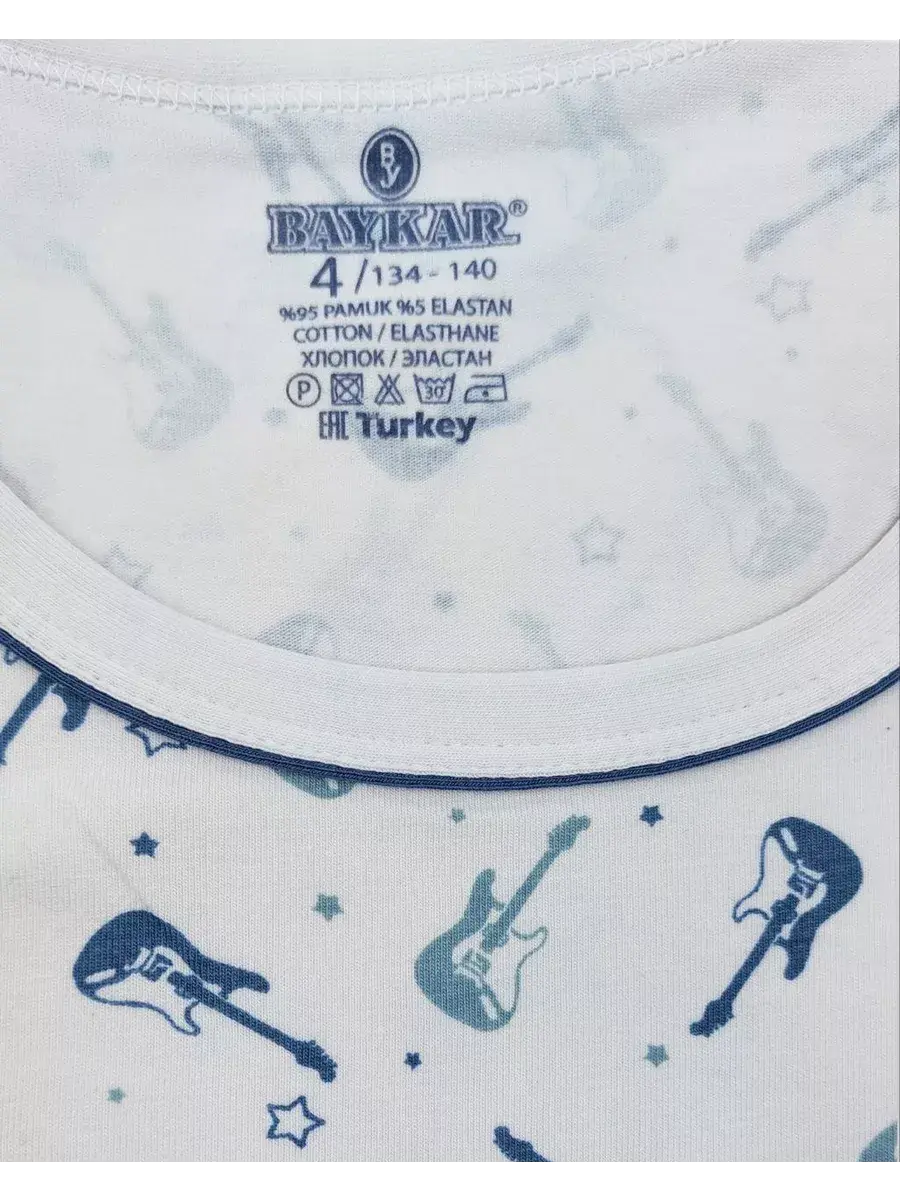 By
BAYKAR®
4 / 134 - 140
%95 PAMUK %5 ELASTAN
COTTON / ELASTHANE
ХЛОПОК / ЭЛАСТАН
P 30°
EAC Turkey